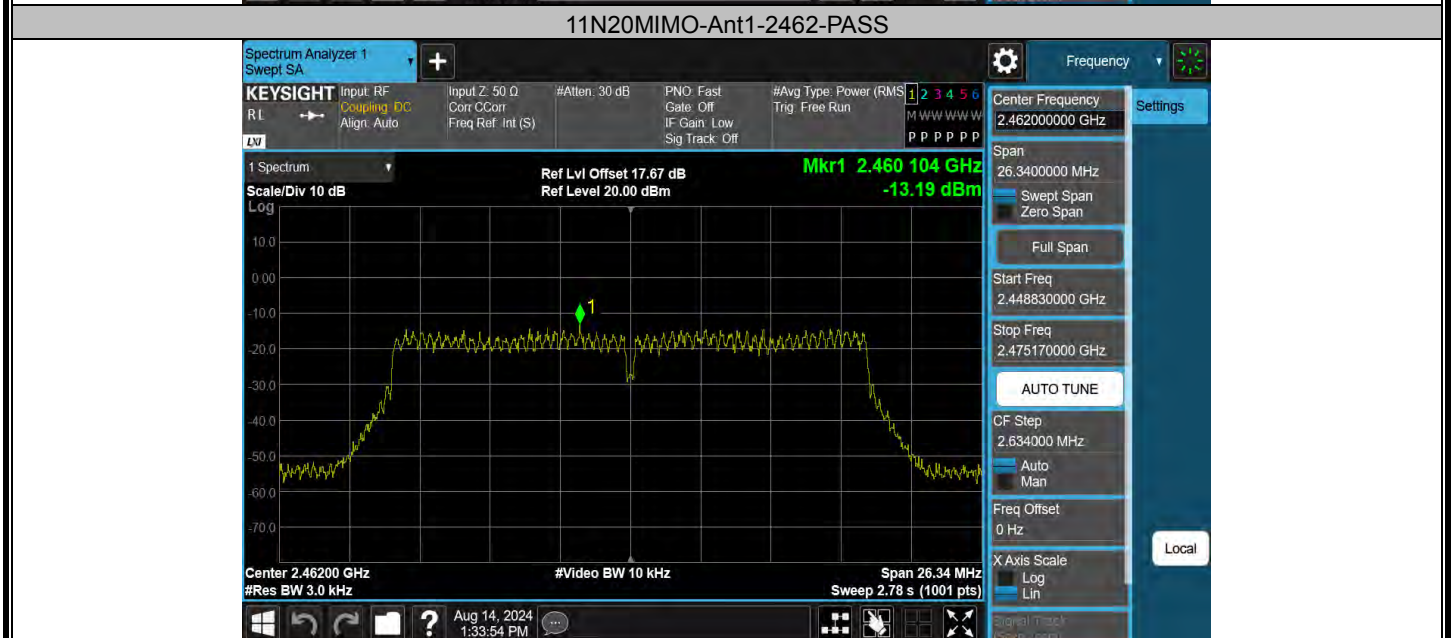 11N20MIMO-Ant1-2462-PASS
Spectrum Analyzer 1
Swept SA
+
Frequency
KEYSIGHT
RL
LXI
Input: RF
Coupling: DC
Align: Auto
Input Z: 50 Ω
Corr CCorr
Freq Ref: Int (S)
#Atten: 30 dB
PNO: Fast
Gate: Off
IF Gain: Low
Sig Track: Off
#Avg Type: Power (RMS
Trig: Free Run
1 2 3 4 5 6
M W W W W W
P P P P P P
1 Spectrum
Scale/Div 10 dB
Log
Ref Lvl Offset 17.67 dB
Ref Level 20.00 dBm
Mkr1 2.460 104 GHz
-13.19 dBm
10.0
0.00
-10.0
-20.0
-30.0
-40.0
-50.0
-60.0
-70.0
1
Center 2.46200 GHz
#Res BW 3.0 kHz
#Video BW 10 kHz
Span 26.34 MHz
Sweep 2.78 s (1001 pts)
?
Aug 14, 2024
1:33:54 PM
Center Frequency
2.462000000 GHz
Settings
Span
26.3400000 MHz
Swept Span
Zero Span
Full Span
Start Freq
2.448830000 GHz
Stop Freq
2.475170000 GHz
AUTO TUNE
CF Step
2.634000 MHz
Auto
Man
Freq Offset
0 Hz
X Axis Scale
Log
Lin
Local
Signal Track